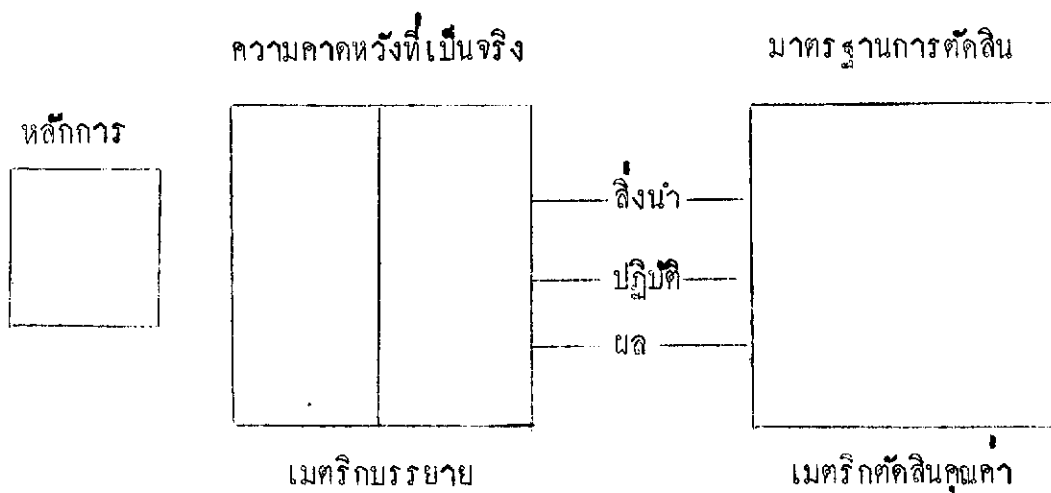 ความคาดหวังที่เป็นจริง
มาตรฐานการตัดสิน
หลักการ
สิ่งนำ
ปฏิบัติ
ผล
เมตริกบรรยาย
เมตริกตัดสินคุณค่า